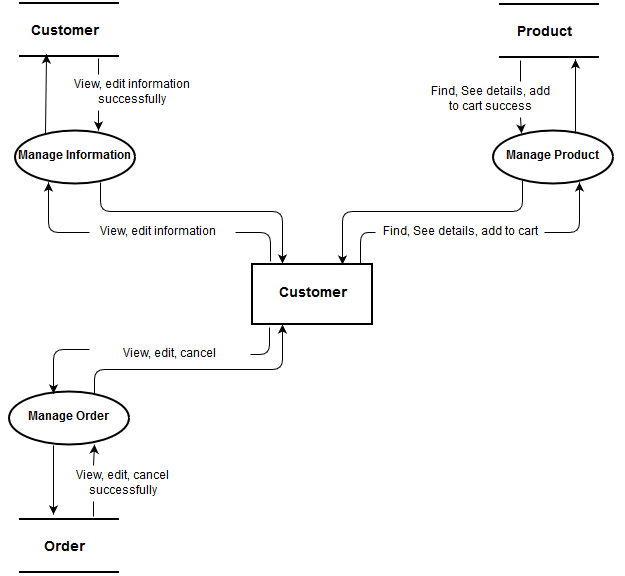 Customer
Product
View, edit information
successfully
Find, See details, add
to cart success
Manage Information
Manage Product
View, edit information
Find, See details, add to cart
Customer
View, edit, cancel
Manage Order
View, edit, cancel
successfully
Order